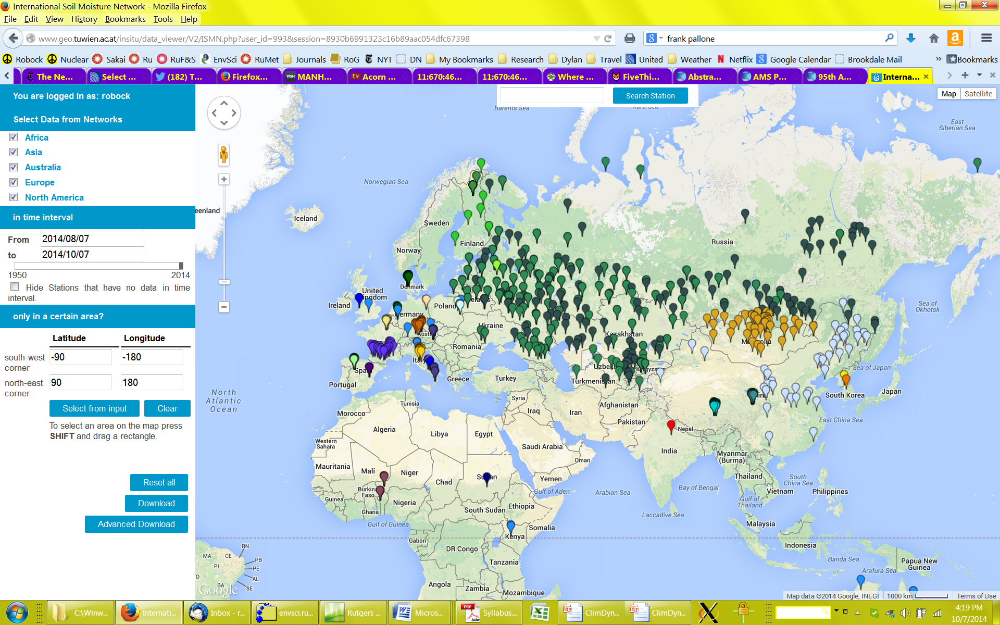 International Soil Moisture Network - Mozilla Firefox
File Edit View History Bookmarks Tools Help
www.geo.tuwien.ac.at/insitu/data_viewer/V2/ISMN.php?user_id=993&session=8930b6991323c16b89aac054dfc67398
frank pallone
Robock Nuclear Sakai Ru RuF&S EnvSci RuMet Journals RoG NYT DN My Bookmarks Research Dylan Travel United Weather Netflix Google Calendar Brookdale Mail » Bookmarks
The Ne... Select ... (182) T... Firefox... MANH... Acorn ... 11:670:46... 11:670:46... Where ... FiveThi... Abstra... AMS P... 95th A... Interna...
You are logged in as: robock
Select Data from Networks
Africa
Asia
Australia
Europe
North America
in time interval
From 2014/08/07
to 2014/10/07
1950 2014
Hide Stations that have no data in time
interval.
only in a certain area?
Latitude Longitude
south-west corner -90 -180
north-east corner 90 180
Select from input Clear
To select an area on the map press
SHIFT and drag a rectangle.
Reset all
Download
Advanced Download
Search Station
Map Satellite
Barents Sea
Kara Sea
East
Siberian Sea
Norwegian Sea
eenland
Iceland
Sweden
Finland
Norway
Russia
Denmark
United
Kingdom
Ireland
Poland
Germany
Ukraine
Kazakhstan
Sea of
Okhotsk
Romania
Italy
Spain
Portugal
Greece
Turkey
Turkmenistan
Kyrgyzstan
Sea of Japan
South Korea
Japan
North
Atlantic
Ocean
Tunisia
Syria
Iraq
Iran
Afghanistan
Pakistan
Nepal
East China Sea
Morocco
Algeria
Libya
Egypt
Western
Sahara
Saudi Arabia
India
Oman
Myanmar
(Burma)
Mauritania
Mali
Niger
Chad
Sudan
Yemen
Gulf of Aden
Arabian Sea
Bay of Bengal
Thailand
South
China Sea
Vietnam
Philippines
Burkina
Faso
Guinea
Ghana
Nigeria
South Sudan
Ethiopia
Gulf of
Thailand
Laccadive Sea
Gulf of Guinea
Malaysia
Somalia
Kenya
Gabon
DR Congo
Indonesia
Tanzania
Banda Sea
Papua New
Guinea
Arafura Sea
Angola
Zambia
Mozambique
RN
MA CE
PB
PI
PE
AL
BA
SE
Google
Map data ©2014 Google, INEGI 1000 km Terms of Use
C:\Winw... Internati... Inbox - r... envsci.ru... Rutgers ... Micros... Syllabus.... ClimDyn... ClimDyn...
4:19 PM
10/7/2014